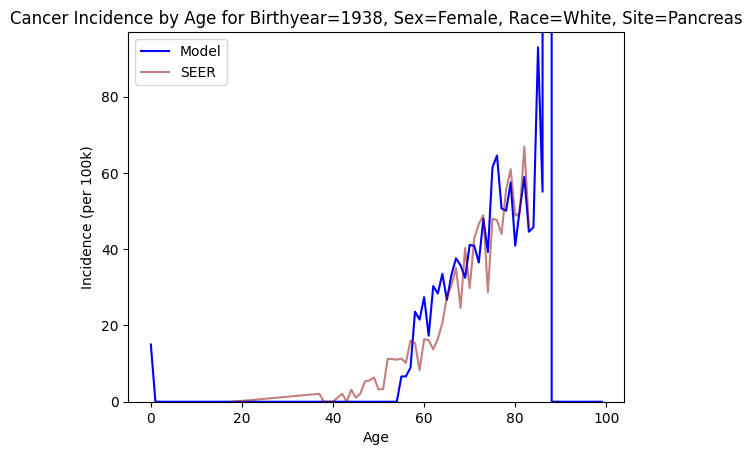 Cancer Incidence by Age for Birthyear=1938, Sex=Female, Race=White, Site=Pancreas
Model
SEER
80
60
40
20
0
Incidence (per 100k)
0 20 40 60 80 100
Age